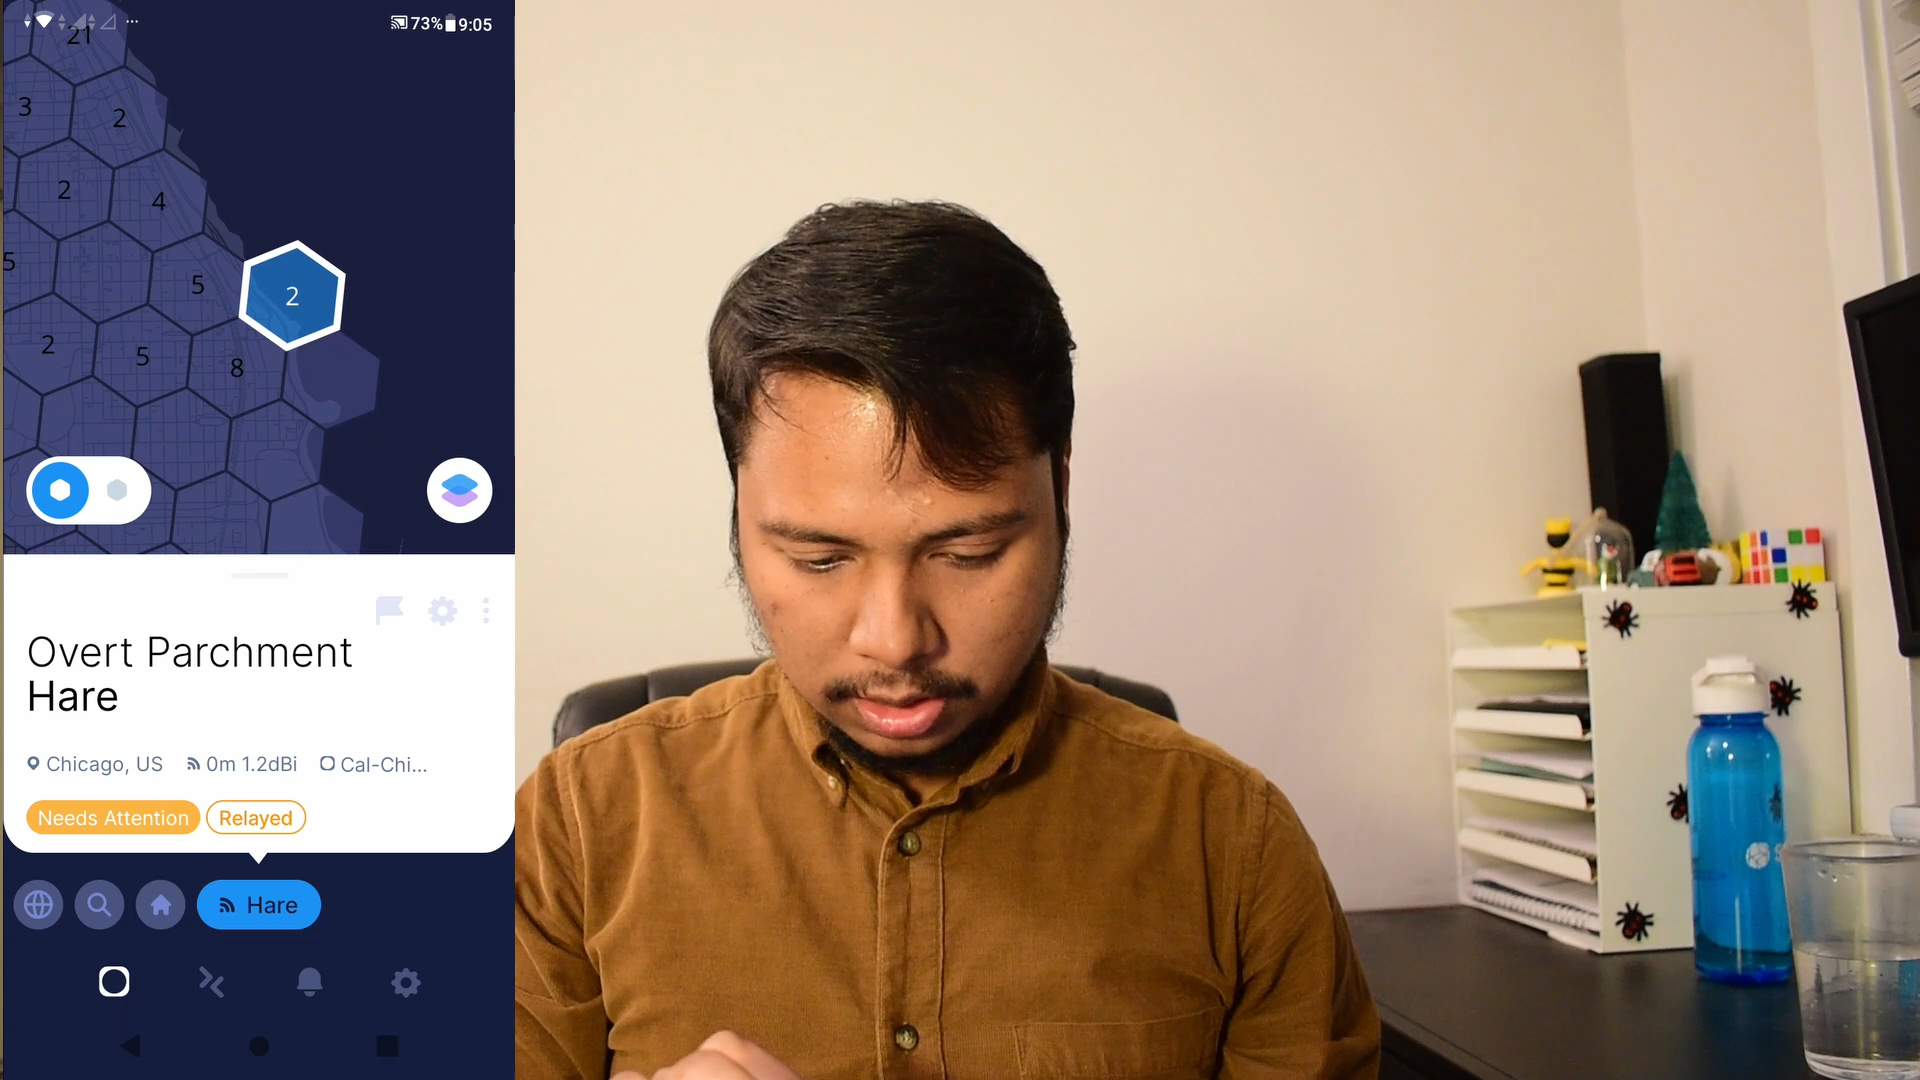 73% 9:05
21
3
2
2
4
5
5
2
2
5
8
Overt Parchment
Hare
Chicago, US 0m 1.2dBi Cal-Chi...
Needs Attention Relayed
Hare